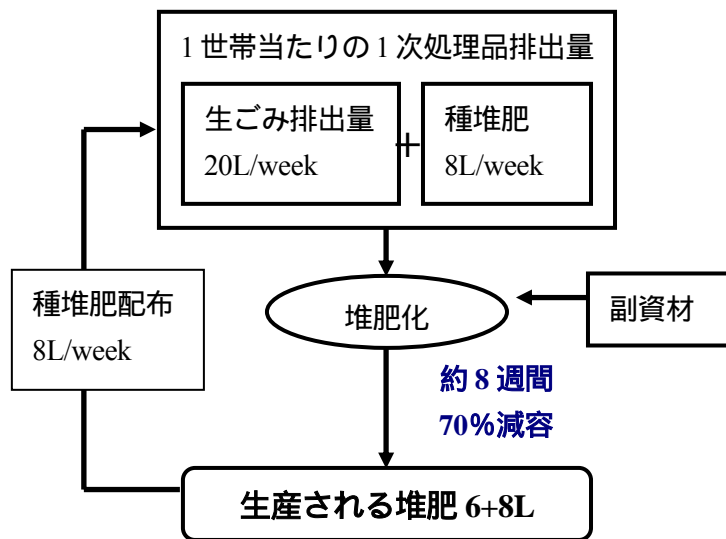 1 世帯当たりの 1 次処理品排出量
生ごみ排出量
20L/week
+
種堆肥
8L/week
種堆肥配布
8L/week
堆肥化
副資材
約 8 週間
70%減容
生産される堆肥 6+8L